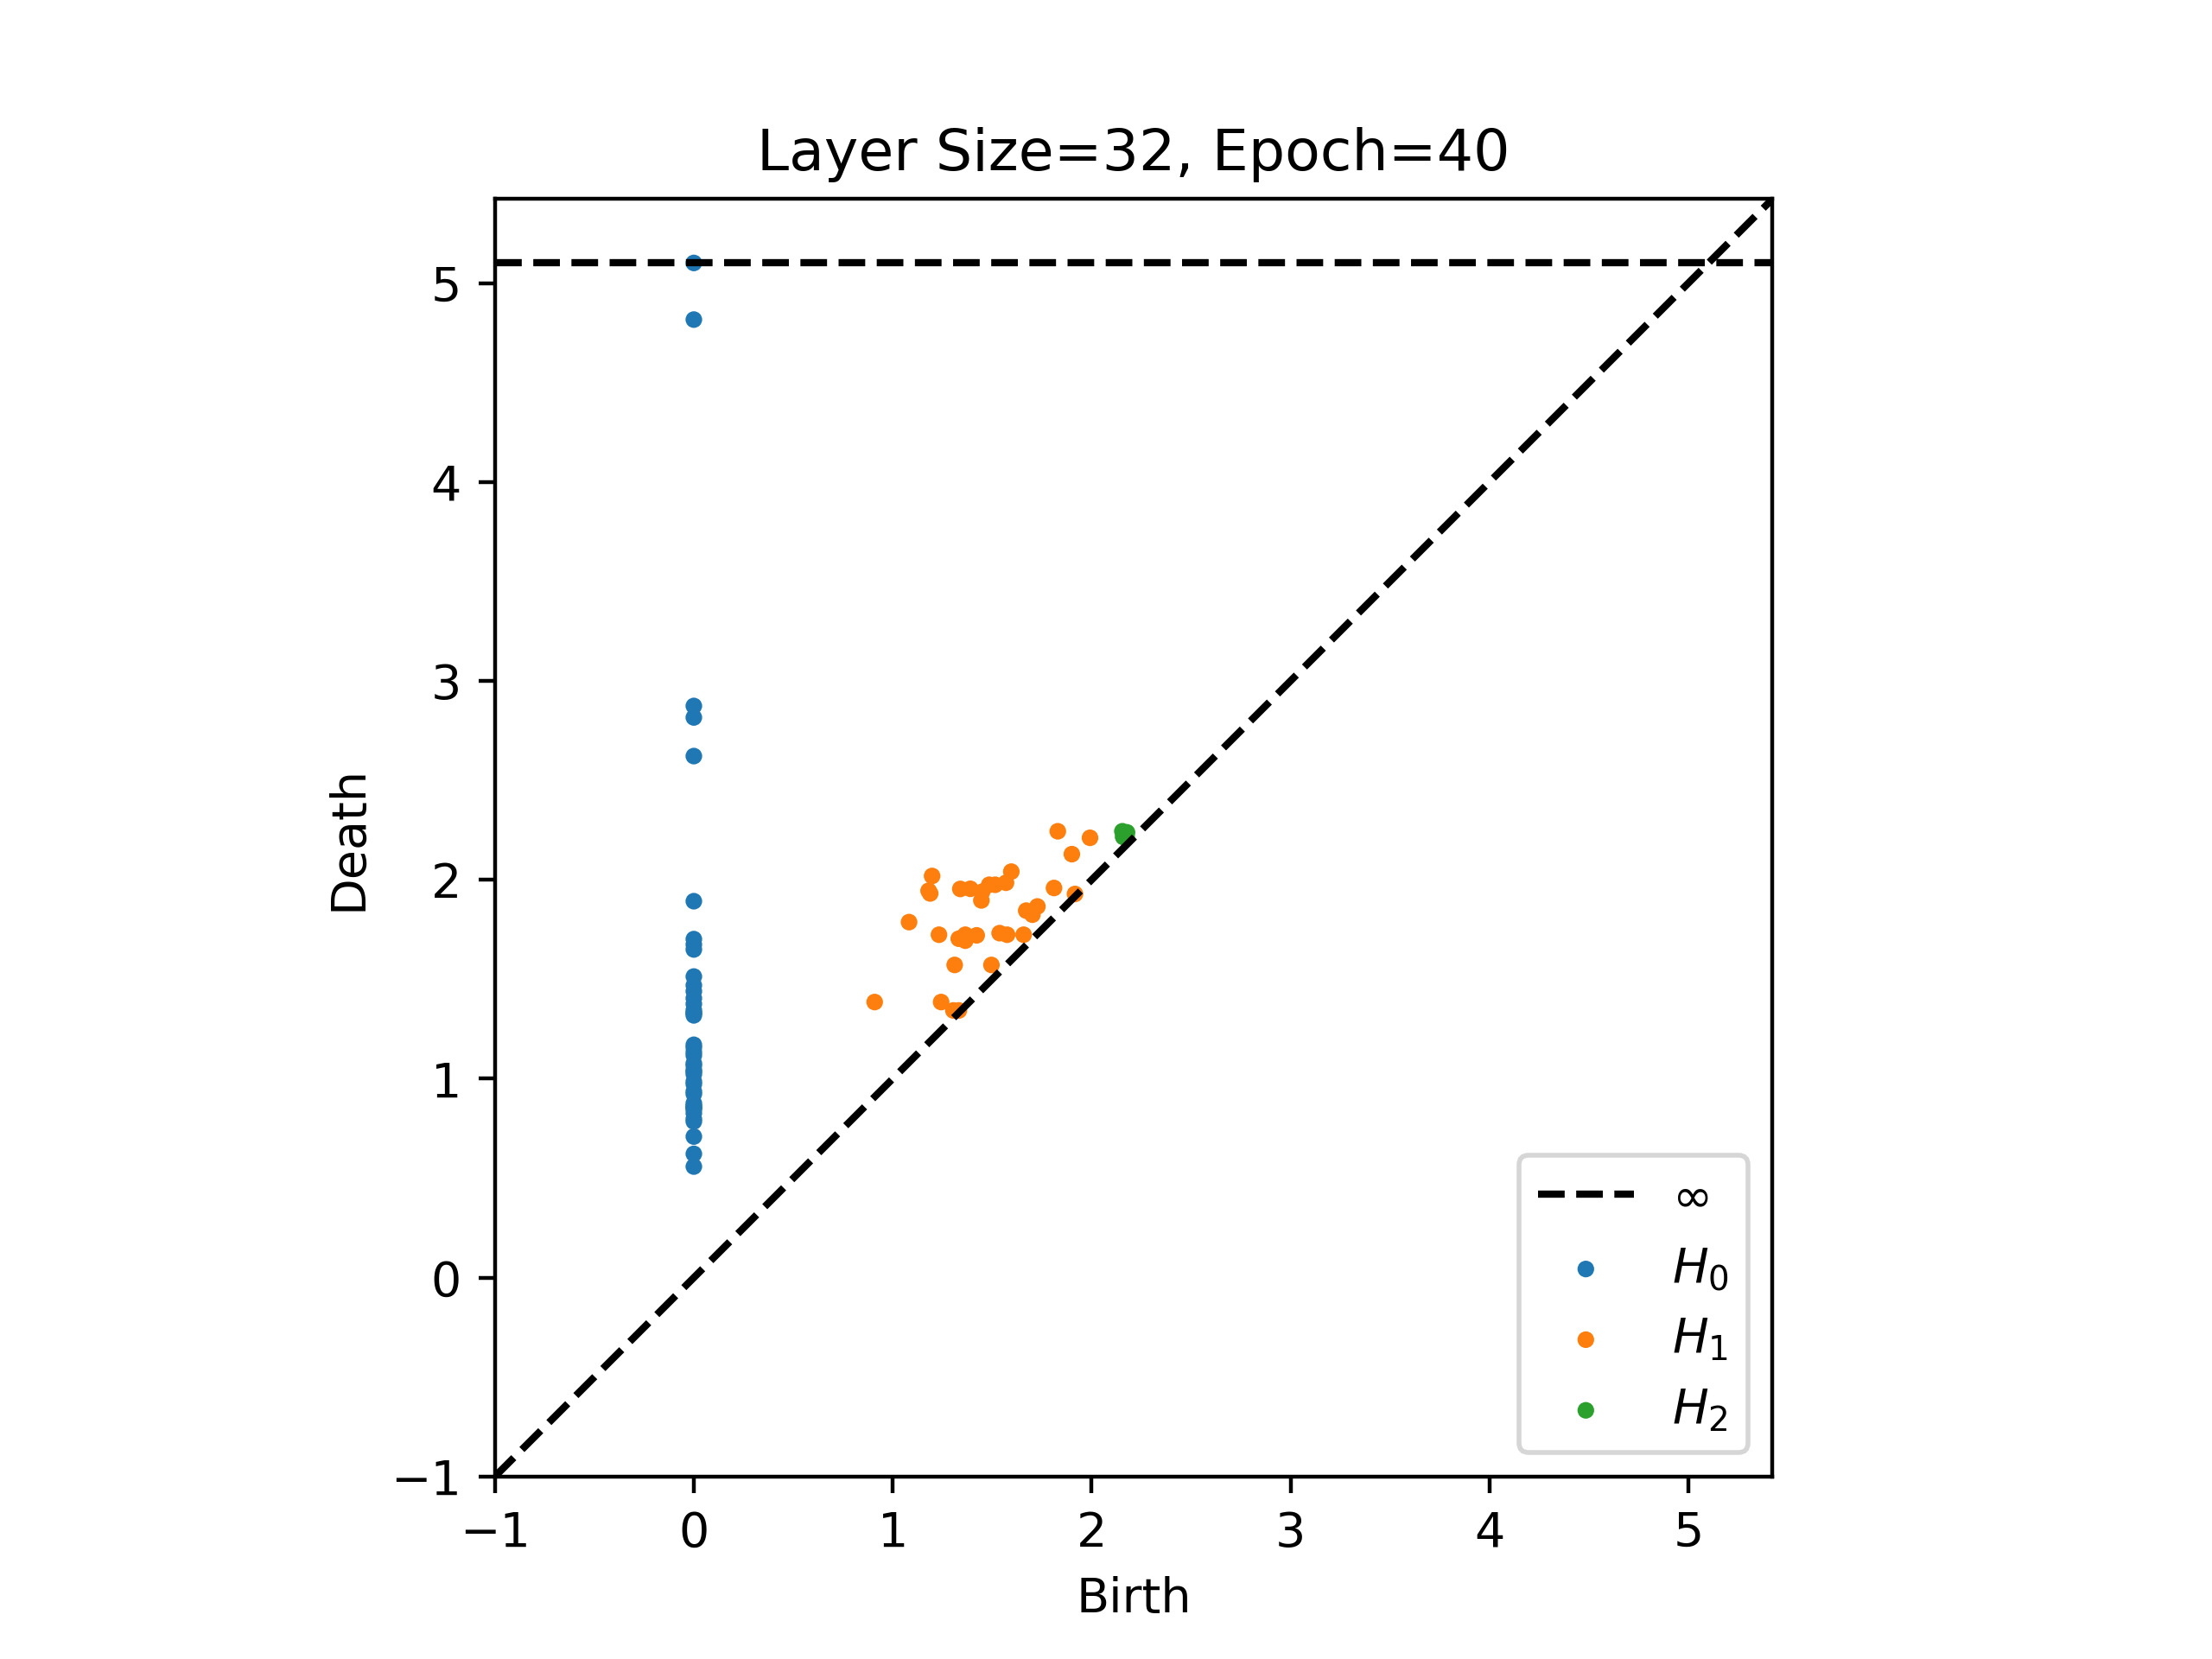 Layer Size=32, Epoch=40
Death
5
4
3
2
1
0
−1
−1 0 1 2 3 4 5
Birth
∞
H0
H1
H2